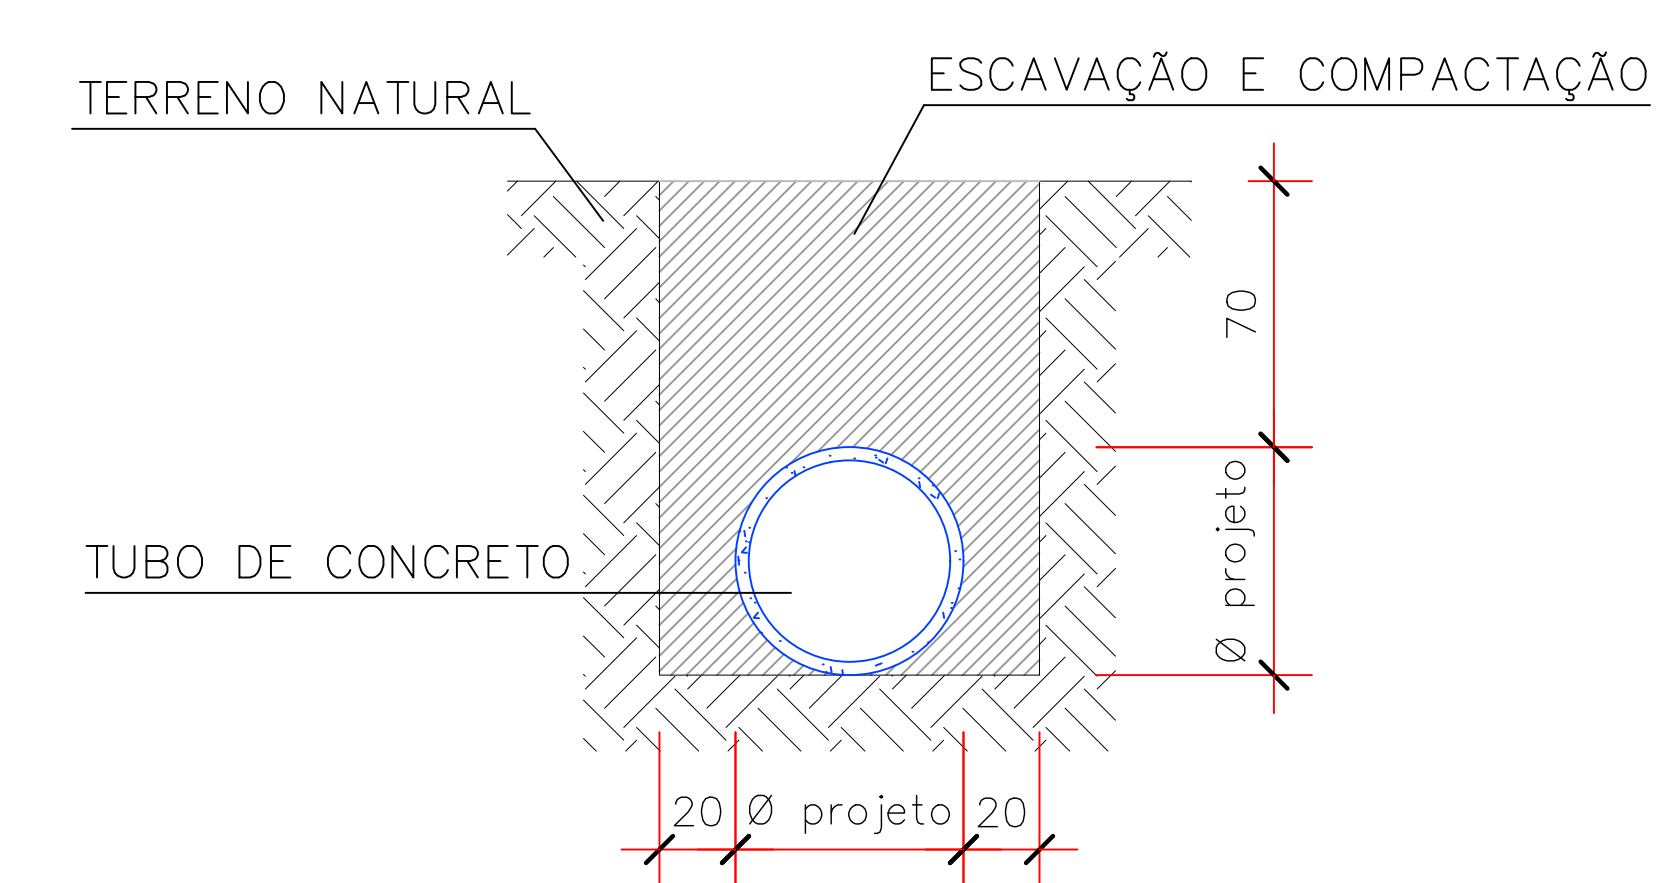 ESCAVAÇÃO E COMPACTAÇÃO
TERRENO NATURAL
70
Ø projeto
TUBO DE CONCRETO
20 Ø projeto 20